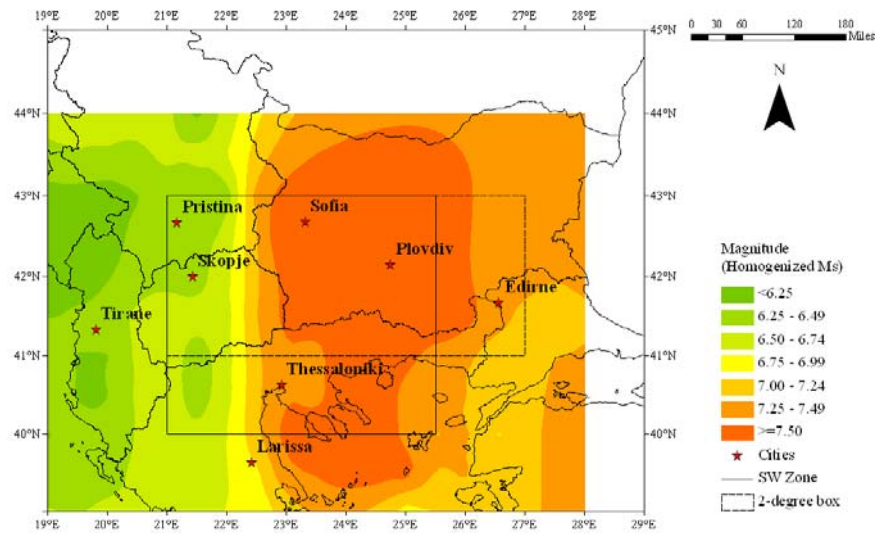 19°E 20°E 21°E 22°E 23°E 24°E 25°E 26°E 27°E 28°E 29°E
45°N 45°N
44°N 44°N
43°N 43°N
42°N 42°N
41°N 41°N
40°N 40°N
19°E 20°E 21°E 22°E 23°E 24°E 25°E 26°E 27°E 28°E 29°E
Pristina
Sofia
Plovdiv
Skopje
Edirne
Tirane
Thessaloniki
Larissa
0 30 60 120 180
Miles
N
Magnitude
(Homogenized Ms)
<6.25
6.25 - 6.49
6.50 - 6.74
6.75 - 6.99
7.00 - 7.24
7.25 - 7.49
>=7.50
Cities
SW Zone
2-degree box